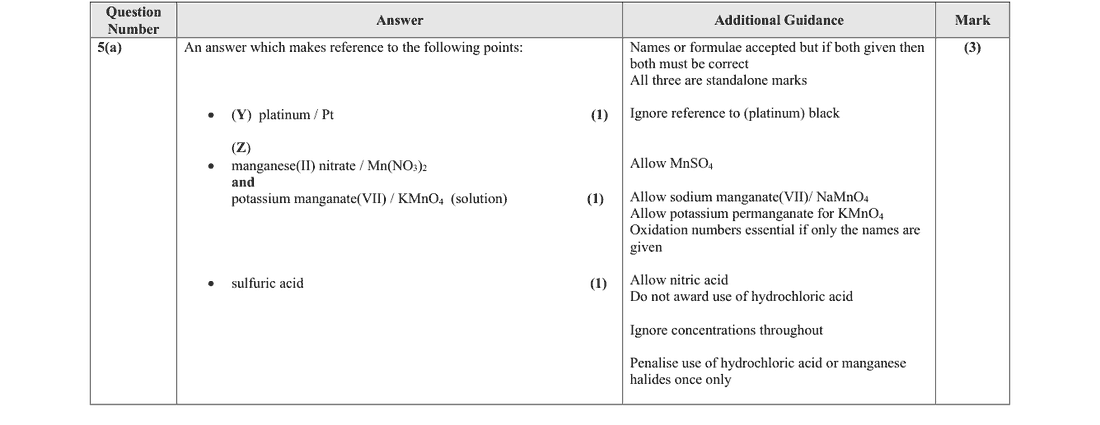 Question Number Answer Additional Guidance Mark
5(a) An answer which makes reference to the following points: Names or formulae accepted but if both given then (3)
both must be correct
All three are standalone marks
• (Y) platinum / Pt (1) Ignore reference to (platinum) black
(Z)
• manganese(II) nitrate / Mn(NO₃)₂ Allow MnSO₄
and
potassium manganate(VII) / KMnO₄ (solution) (1) Allow sodium manganate(VII)/ NaMnO₄
Allow potassium permanganate for KMnO₄
Oxidation numbers essential if only the names are
given
• sulfuric acid (1) Allow nitric acid
Do not award use of hydrochloric acid
Ignore concentrations throughout
Penalise use of hydrochloric acid or manganese
halides once only